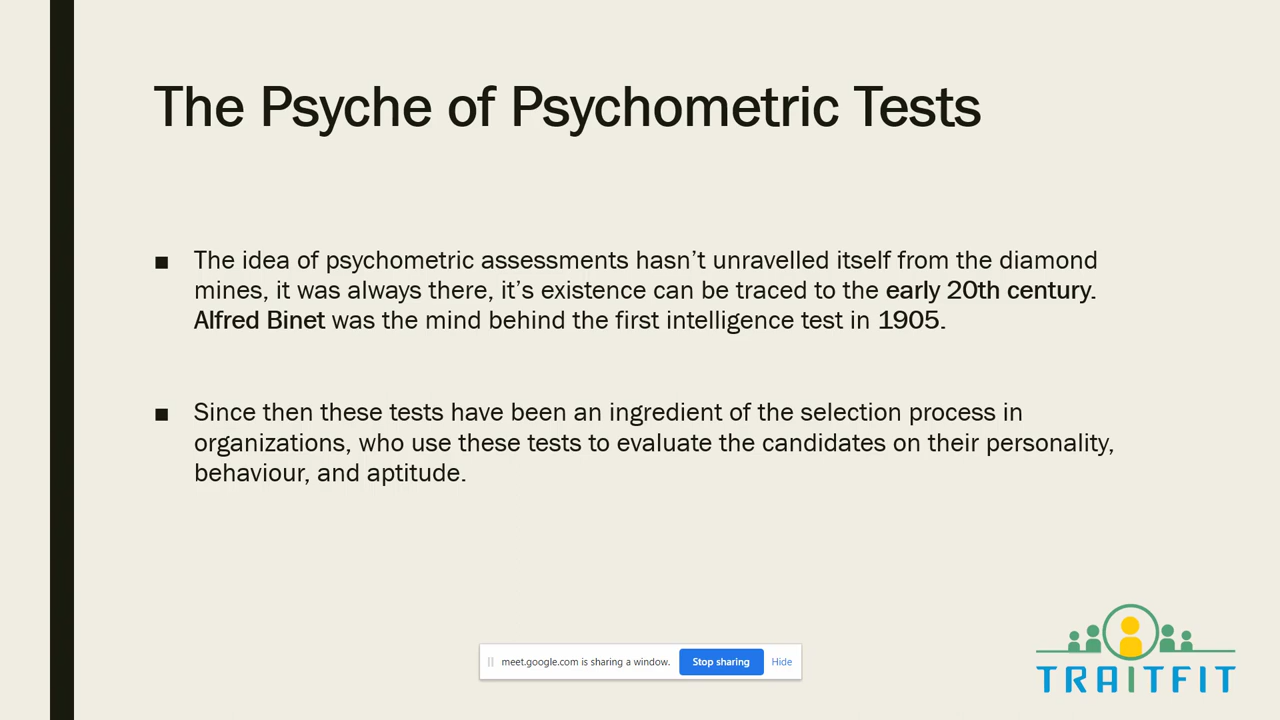 The Psyche of Psychometric Tests
■ The idea of psychometric assessments hasn’t unravelled itself from the diamond
mines, it was always there, it’s existence can be traced to the early 20th century.
Alfred Binet was the mind behind the first intelligence test in 1905.
■ Since then these tests have been an ingredient of the selection process in
organizations, who use these tests to evaluate the candidates on their personality,
behaviour, and aptitude.
meet.google.com is sharing a window. Stop sharing Hide
TRAITFIT